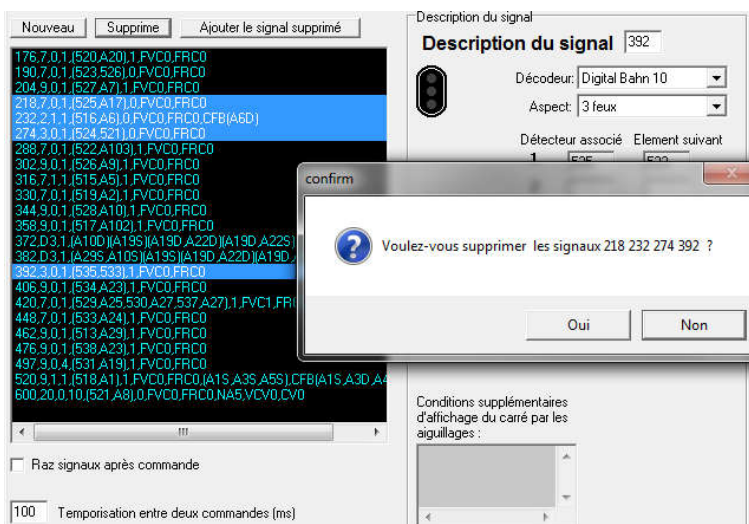 Nouveau Supprime Ajouter le signal supprimé
176,7,0,1,(520,A20),1,FVC0,FRC0
190,7,0,1,(523,526),0,FVC0,FRC0
204,9,0,1,(527,A7),1,FVC0,FRC0
218,7,0,1,(525,A17),0,FVC0,FRC0
232,2,1,1,(516,A6),0,FVC0,FRC0,CFB(A6D)
274,3,0,1,(524,521),0,FVC0,FRC0
288,7,0,1,(522,A103),1,FVC0,FRC0
302,9,0,1,(526,A9),1,FVC0,FRC0
316,7,1,1,(515,A5),1,FVC0,FRC0
330,7,0,1,(519,A2),1,FVC0,FRC0
344,9,0,1,(528,A10),1,FVC0,FRC0
358,9,0,1,(517,A102),1,FVC0,FRC0
372,D3,1,(A10D)(A19S)(A19D,A22D)(A19D,A22S)
382,D3,1,(A29S,A10S)(A19S)(A19D,A22D)(A19D,
392,3,0,1,(535,533),1,FVC0,FRC0
406,9,0,1,(534,A23),1,FVC0,FRC0
420,7,0,1,(529,A25,530,A27,537,A27),1,FVC1,FR
448,7,0,1,(533,A24),1,FVC0,FRC0
462,9,0,1,(513,A29),1,FVC0,FRC0
476,9,0,1,(538,A23),1,FVC0,FRC0
497,9,0,4,(531,A19),1,FVC0,FRC0
520,9,1,1,(518,A1),1,FVC0,FRC0,(A1S,A3S,A5S),CFB(A1S,A3D,A4
600,20,0,10,(521,A8),0,FVC0,FRC0,NA5,VCV0,CV0
Raz signaux après commande
100 Temporisation entre deux commandes (ms)
Description du signal
Description du signal 392
Décodeur: Digital Bahn 10
Aspect: 3 feux
Détecteur associé Element suivant
1
confirm
Voulez-vous supprimer les signaux 218 232 274 392 ?
Oui Non
Conditions supplémentaires
d'affichage du carré par les
aiguillages :